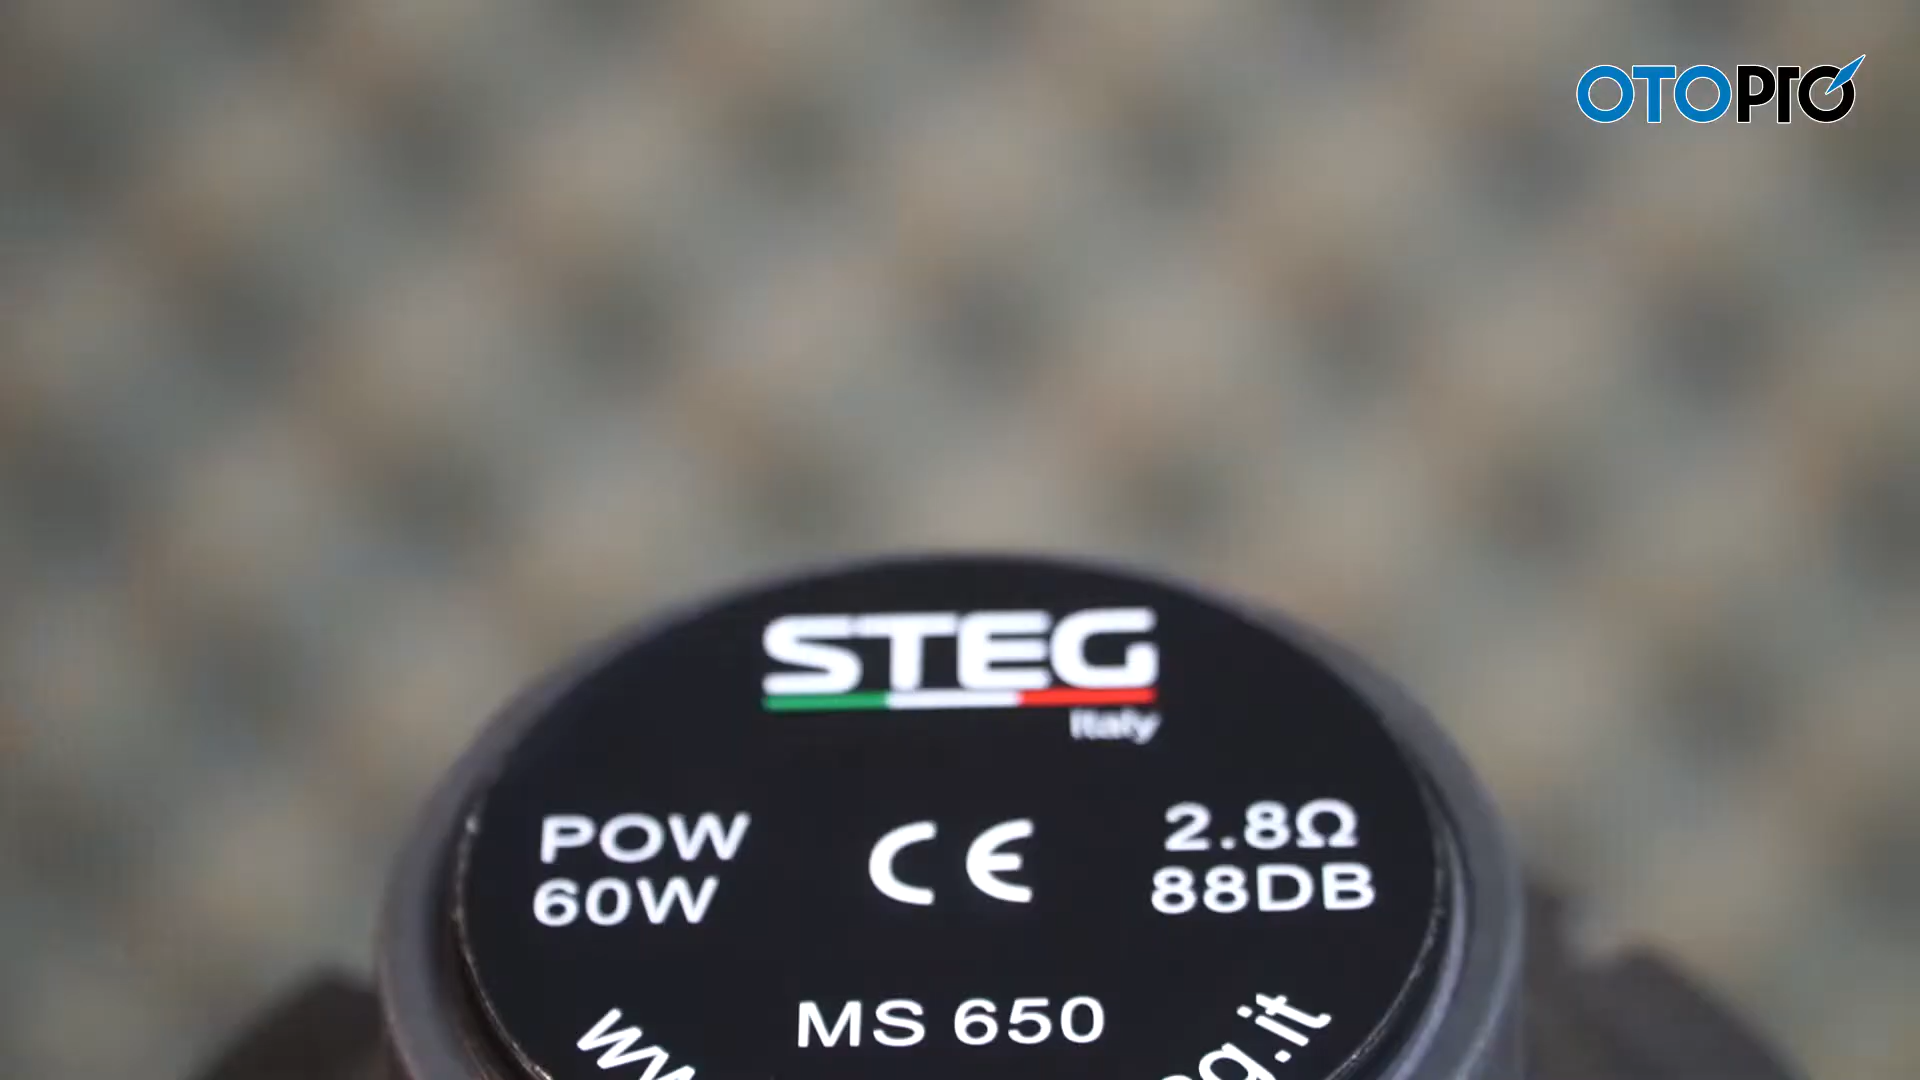 OTOPro
STEG
Italy
POW
60W
CE
2.8Ω
88DB
MS 650